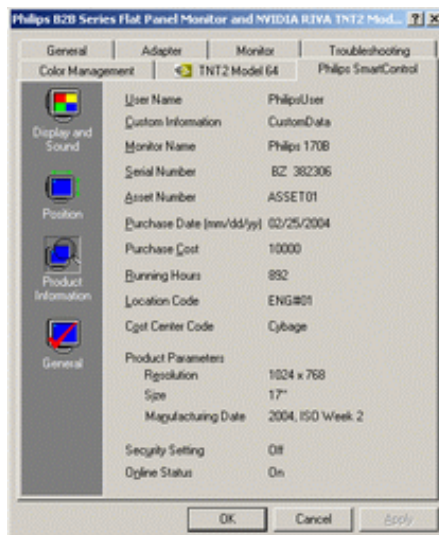 Philips B2B Series Flat Panel Monitor and NVIDIA RIVA TNT2 Mod...
General Adapter Monitor Troubleshooting
Color Management TNT2 Model 64 Philips SmartControl
Display and Sound
Position
Product Information
General
User Name PhilipsUser
Custom Information CustomData
Monitor Name Philips 170B
Serial Number BZ 382306
Asset Number ASSET01
Purchase Date (mm/dd/yy) 02/25/2004
Purchase Cost 10000
Running Hours 892
Location Code ENG#01
Cost Center Code Cybage
Product Parameters
Resolution 1024 x 768
Size 17"
Manufacturing Date 2004, ISO Week 2
Security Setting Off
Online Status On
OK Cancel Apply